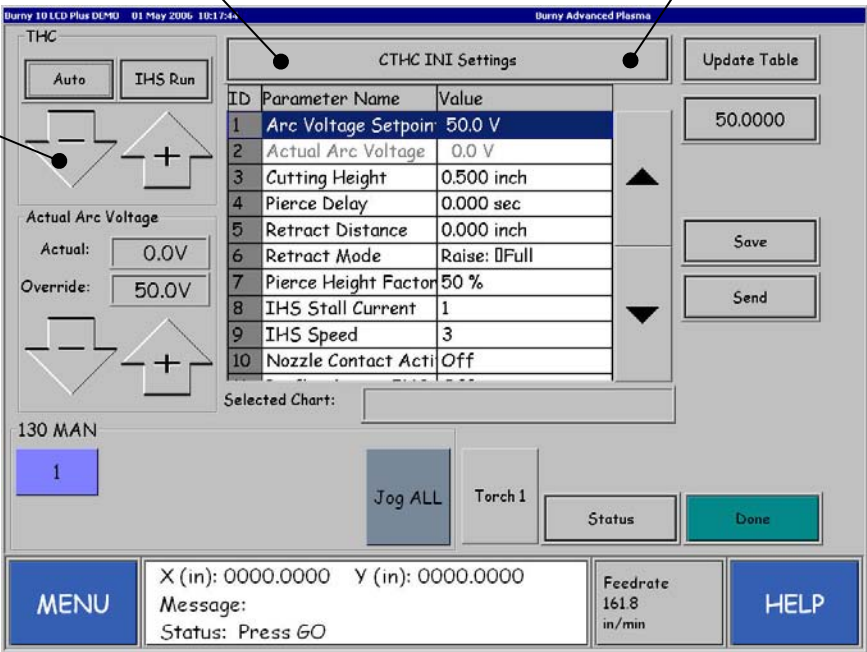 Burny 10 LCD Plus DEMO 01 May 2006 10:17:44 Burny Advanced Plasma
THC
Auto
IHS Run
CTHC INI Settings
Update Table
50.0000
ID Parameter Name Value
1 Arc Voltage Setpoin 50.0 V
2 Actual Arc Voltage 0.0 V
3 Cutting Height 0.500 inch
4 Pierce Delay 0.000 sec
5 Retract Distance 0.000 inch
6 Retract Mode Raise: ▯Full
7 Pierce Height Factor 50 %
8 IHS Stall Current 1
9 IHS Speed 3
10 Nozzle Contact Acti Off
- +
Actual Arc Voltage
Actual: 0.0V
Override: 50.0V
- +
Save
Send
Selected Chart:
130 MAN
1
Jog ALL
Torch 1
Status
Done
MENU
X (in): 0000.0000 Y (in): 0000.0000
Message:
Status: Press GO
Feedrate
161.8
in/min
HELP